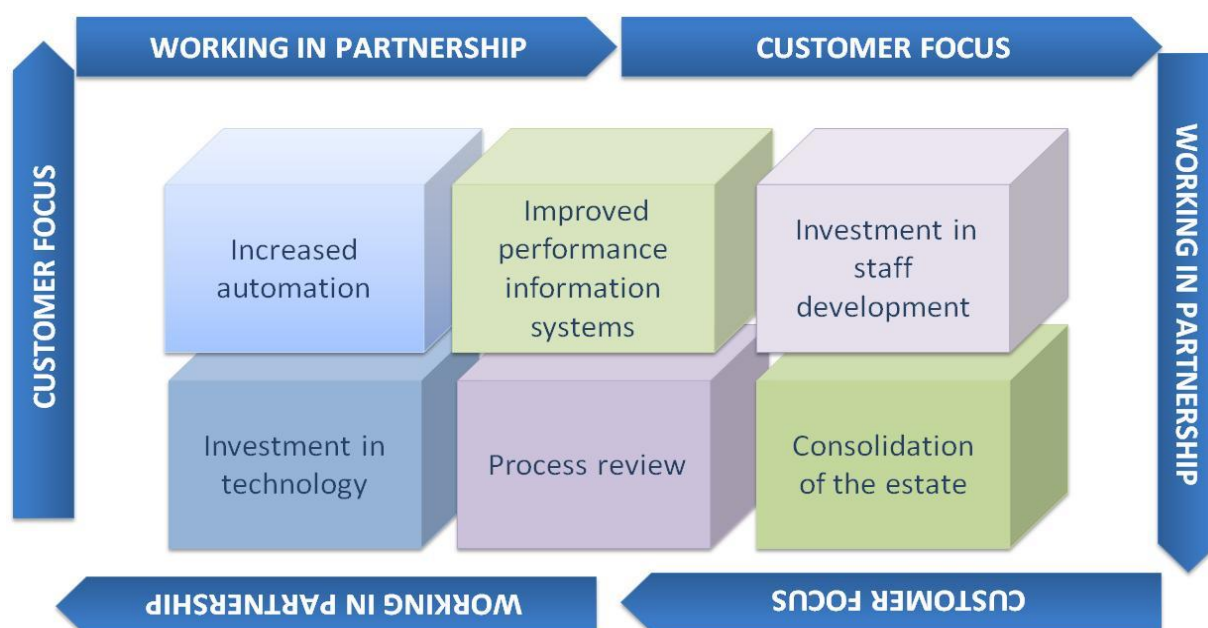 WORKING IN PARTNERSHIP
CUSTOMER FOCUS
CUSTOMER FOCUS
WORKING IN PARTNERSHIP
Increased
automation
Improved
performance
information
systems
Investment in
staff
development
Investment in
technology
Process review
Consolidation
of the estate
WORKING IN PARTNERSHIP
CUSTOMER FOCUS